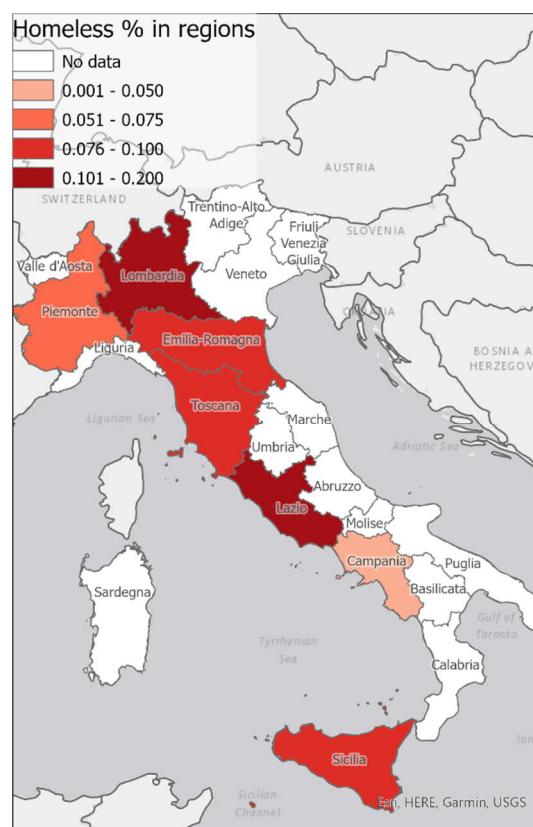 Homeless % in regions
No data
0.001 - 0.050
0.051 - 0.075
0.076 - 0.100
0.101 - 0.200
AUSTRIA
SWITZERLAND
Trentino-Alto
Adige
Friuli
Venezia
Giulia
SLOVENIA
Valle d'Aosta
Lombardia
Veneto
CROATIA
Piemonte
Emilia-Romagna
Liguria
BOSNIA A
HERZEGOV
Toscana
Ligurian Sea
Marche
Umbria
Adriatic Sea
Abruzzo
Lazio
Molise
Campania
Puglia
Sardegna
Basilicata
Gulf of
Taranto
Tyrrhenian
Sea
Calabria
Ion
Sicilia
Sicilian
Channel
Esri, HERE, Garmin, USGS